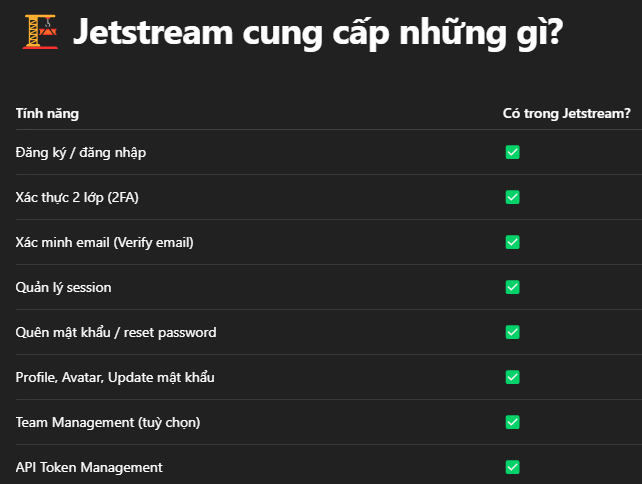 Jetstream cung cấp những gì?
Tính năng Có trong Jetstream?
Đăng ký / đăng nhập
Xác thực 2 lớp (2FA)
Xác minh email (Verify email)
Quản lý session
Quên mật khẩu / reset password
Profile, Avatar, Update mật khẩu
Team Management (tuỳ chọn)
API Token Management